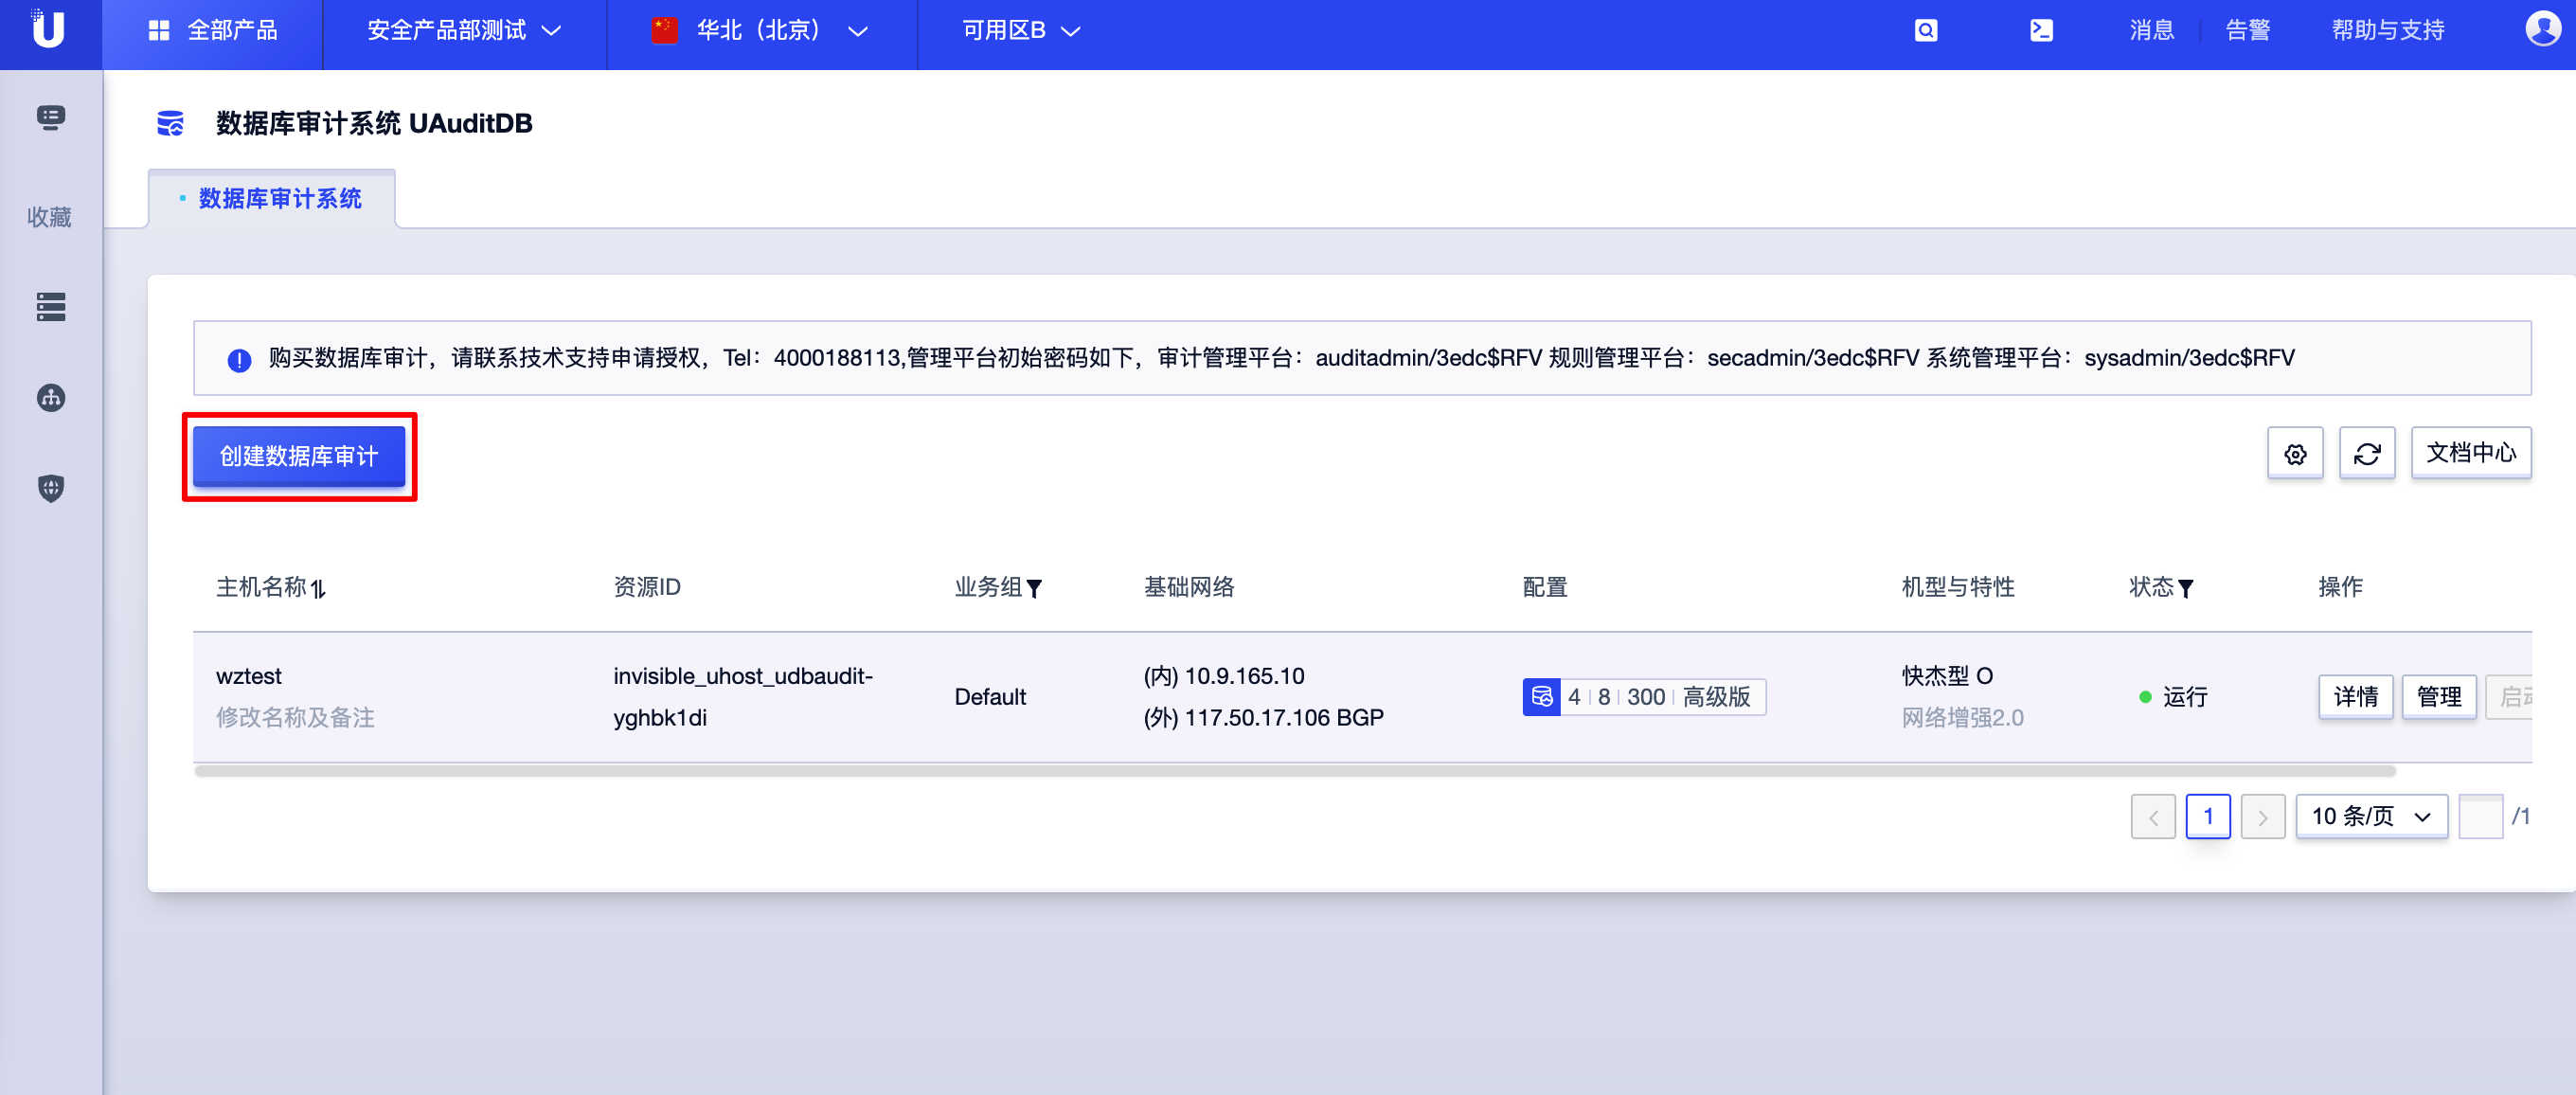 全部产品
安全产品部测试
华北（北京）
可用区B
消息
告警
帮助与支持
收藏
数据库审计系统 UAuditDB
数据库审计系统
购买数据库审计，请联系技术支持申请授权，Tel：4000188113,管理平台初始密码如下，审计管理平台：auditadmin/3edc$RFV 规则管理平台：secadmin/3edc$RFV 系统管理平台：sysadmin/3edc$RFV
创建数据库审计
文档中心
主机名称 资源ID 业务组 基础网络 配置 机型与特性 状态 操作
wztest
修改名称及备注
invisible_uhost_udbaudit-
yghbk1di
Default
(内) 10.9.165.10
(外) 117.50.17.106 BGP
4 8 300 高级版
快杰型 O
网络增强2.0
运行
详情 管理 启
1 10 条/页 /1